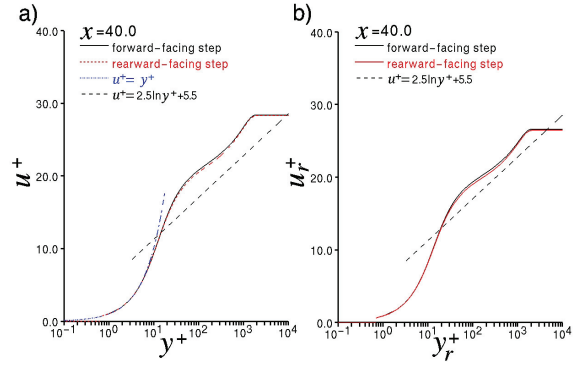 a)
x=40.0
forward-facing step
rearward-facing step
u⁺= y⁺
u⁺=2.5lny⁺+5.5
40.0
30.0
20.0
10.0
0.0
u⁺
10⁻¹ 10⁰ 10¹ 10² 10³ 10⁴
y⁺
b)
x=40.0
forward-facing step
rearward-facing step
u⁺=2.5lny⁺+5.5
40.0
30.0
20.0
10.0
0.0
uᵣ⁺
10⁻¹ 10⁰ 10¹ 10² 10³ 10⁴
yᵣ⁺